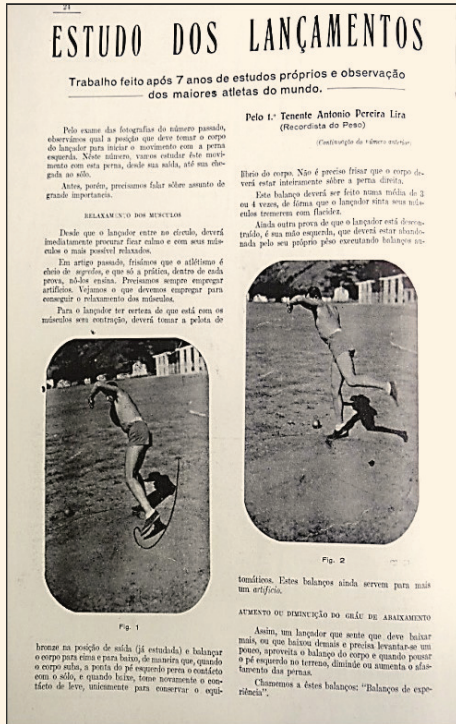 24
ESTUDO DOS LANÇAMENTOS
Trabalho feito após 7 anos de estudos próprios e observação
dos maiores atletas do mundo.
Pelo 1.º Tenente Antonio Pereira Lira
(Recordista do Peso)
(Continuação do número anterior)
Pelo exame das fotografias do número passado,
observámos qual a posição que deve tomar o corpo
do lançador para iniciar o movimento com a perna
esquerda. Néste número, vamos estudar êste movi-
mento com esta perna, desde sua saída, até sua che-
gada ao sólo.
Antes, porém, precisamos falar sôbre assunto de
grande importancia.
RELAXAMENTO DOS MUSCULOS
Desde que o lançador entre no círculo, deverá
imediatamente procurar ficar calmo e com seus mús-
culos o mais possivel relaxados.
Em artigo passado, frisámos que o atlétismo é
cheio de segredos, e que só a prática, dentro de cada
prova, nô-los ensina. Precisamos sempre empregar
artifícios. Vejamos o que devemos empregar para
conseguir o relaxamento dos músculos.
Para o lançador ter certeza de que está com os
músculos sem contração, deverá tomar a pelota de
Fig. 1
bronze na posição de saída (já estudada) e balançar
o corpo para cima e para baixo, de maneira que, quando
o corpo suba, a ponta do pé esquerdo perca o contácto
com o sólo, e quando baixe, tome novamente o con-
tácto de leve, unicamente para conservar o equi-
librio do corpo. Não é preciso frisar que o corpo de-
verá estar inteiramente sôbre a perna direita.
Este balanço deverá ser feito numa média de 3
ou 4 vezes, de fórma que o lançador sinta seus mús-
culos tremerem com flacidez.
Ainda outra prova de que o lançador está descon-
traído, é sua mão esquerda, que deverá estar abando-
nada pelo seu próprio pêso executando balanços au-
Fig. 2
tomáticos. Estes balanços ainda servem para mais
um artifício.
AUMENTO OU DIMINUIÇÃO DO GRÁU DE ABAIXAMENTO
Assim, um lançador que sente que deve baixar
mais, ou que baixou demais e precisa levantar-se um
pouco, aproveita o balanço do corpo e quando pousar
o pé esquerdo no terreno, diminúe ou aumenta o afas-
tamento das pernas.
Chamemos a êstes balanços: "Balanços de expe-
riência".